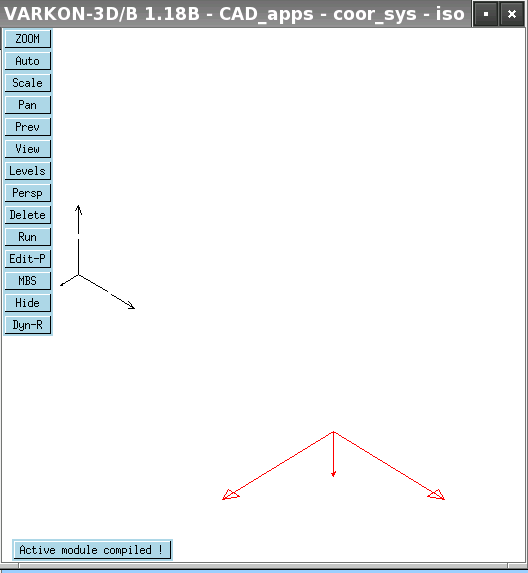 VARKON-3D/B 1.18B - CAD_apps - coor_sys - iso
ZOOM
Auto
Scale
Pan
Prev
View
Levels
Persp
Delete
Run
Edit-P
MBS
Hide
Dyn-R
Active module compiled !